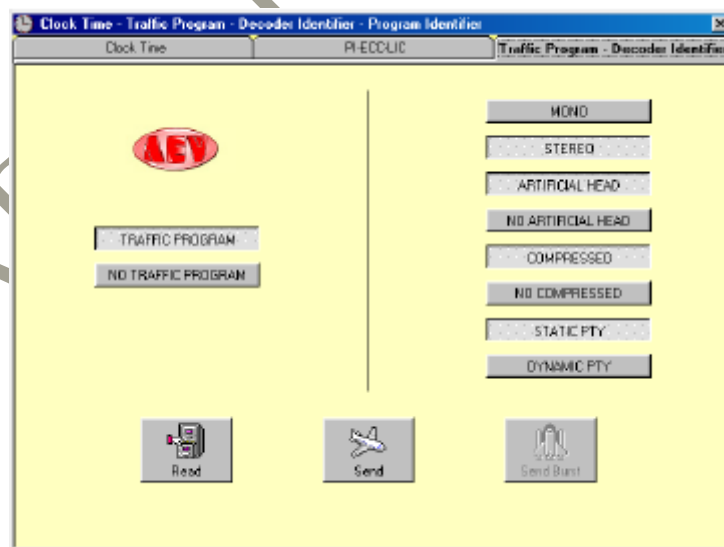 Clock Time - Traffic Program - Decoder Identifier - Program Identifier
Clock Time
PI-ECC-LIC
Traffic Program - Decoder Identifier
AEV
TRAFFIC PROGRAM
NO TRAFFIC PROGRAM
MONO
STEREO
ARTIFICIAL HEAD
NO ARTIFICIAL HEAD
COMPRESSED
NO COMPRESSED
STATIC PTY
DYNAMIC PTY
Read
Send
Send Burst